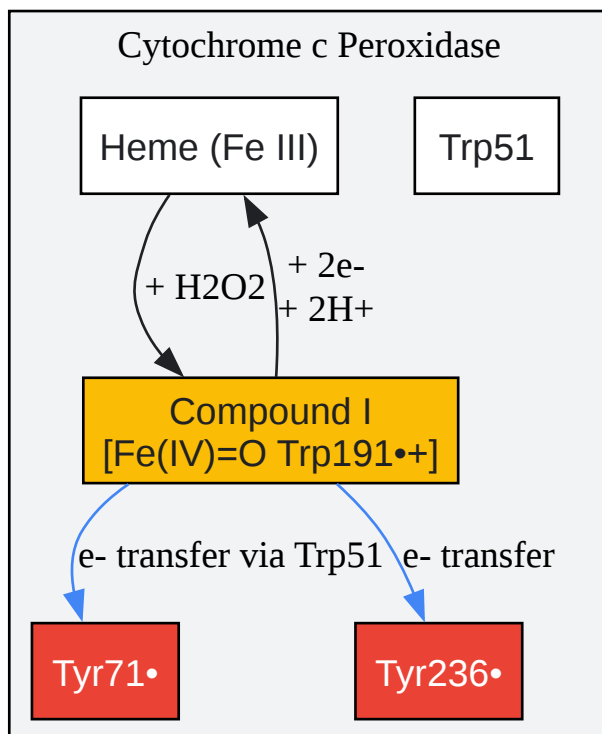 Cytochrome c Peroxidase
Heme (Fe III)
Trp51
+ H2O2
+ 2e-
+ 2H+
Compound I
[Fe(IV)=O Trp191•+]
e- transfer via Trp51
e- transfer
Tyr71•
Tyr236•